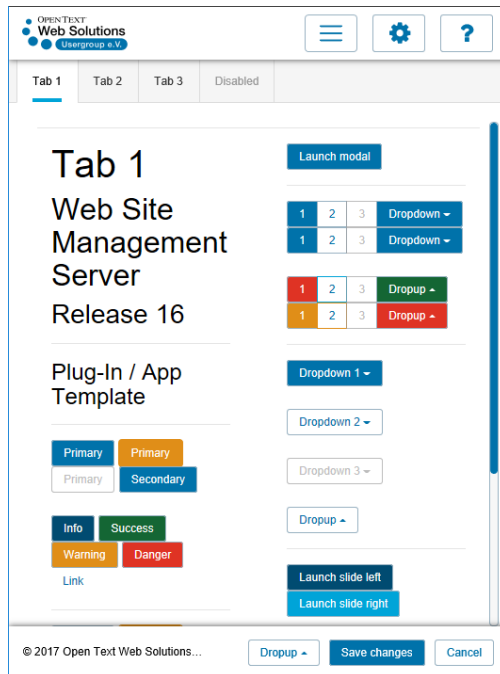 OPEN TEXT
Web Solutions
Usergroup e.V.
?
Tab 1 Tab 2 Tab 3 Disabled
Tab 1
Web Site
Management
Server
Release 16
Plug-In / App
Template
Primary Primary
Primary Secondary
Info Success
Warning Danger
Link
Launch modal
1 2 3 Dropdown
1 2 3 Dropdown
1 2 3 Dropup
1 2 3 Dropup
Dropdown 1
Dropdown 2
Dropdown 3
Dropup
Launch slide left
Launch slide right
© 2017 Open Text Web Solutions... Dropup Save changes Cancel